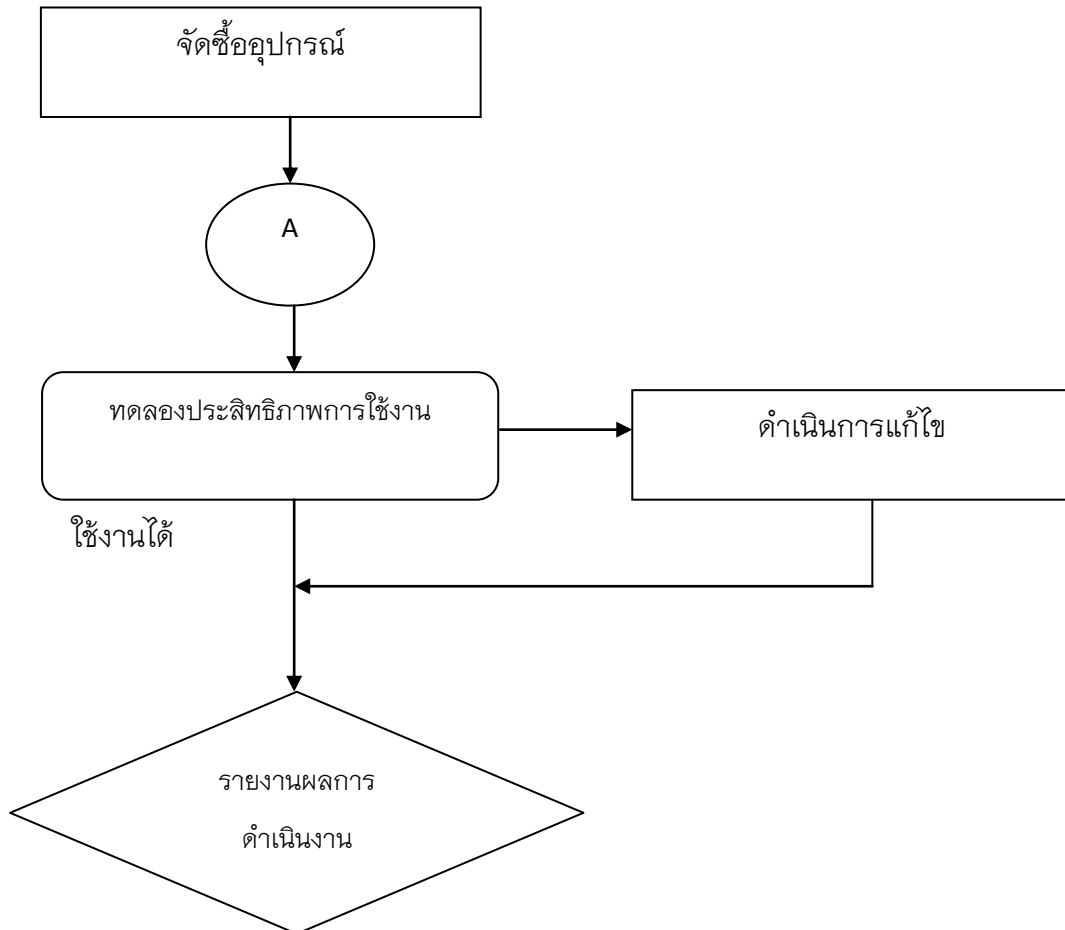 จัดซื้ออุปกรณ์
A
ทดลองประสิทธิภาพการใช้งาน
ดำเนินการแก้ไข
ใช้งานได้
รายงานผลการ
ดำเนินงาน